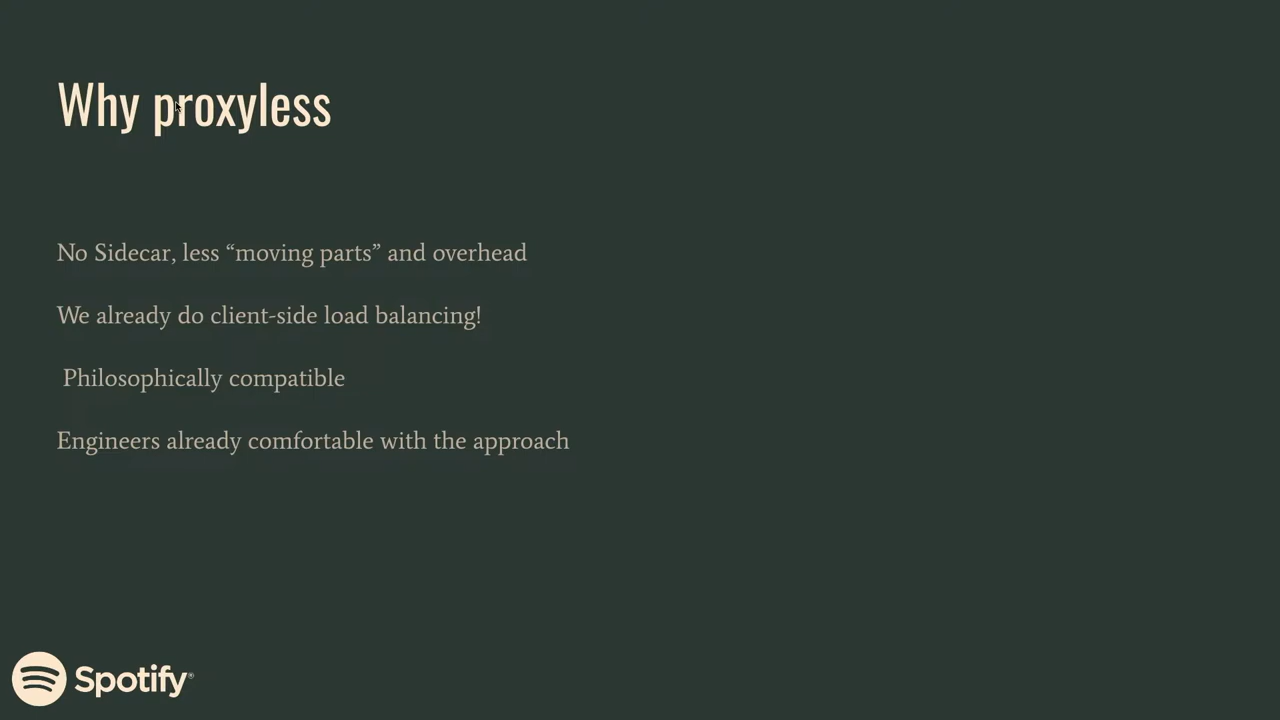 Why proxyless
No Sidecar, less “moving parts” and overhead
We already do client-side load balancing!
Philosophically compatible
Engineers already comfortable with the approach
Spotify®